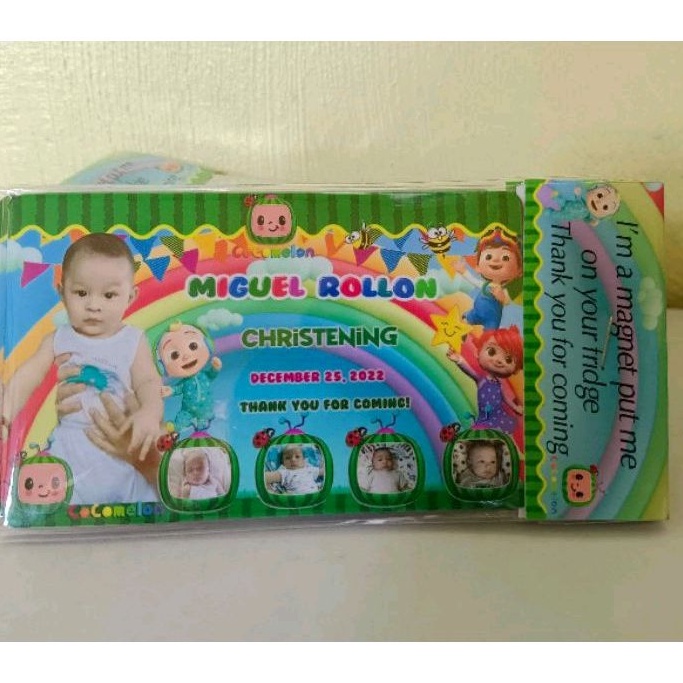 CoComelon
MIGUEL ROLLON
CHRiSTENiNG
DECEMBER 25, 2022
THANK YOU FOR COMING!
CoComelon
I'm a magnet put me
on your fridge
Thank you for coming